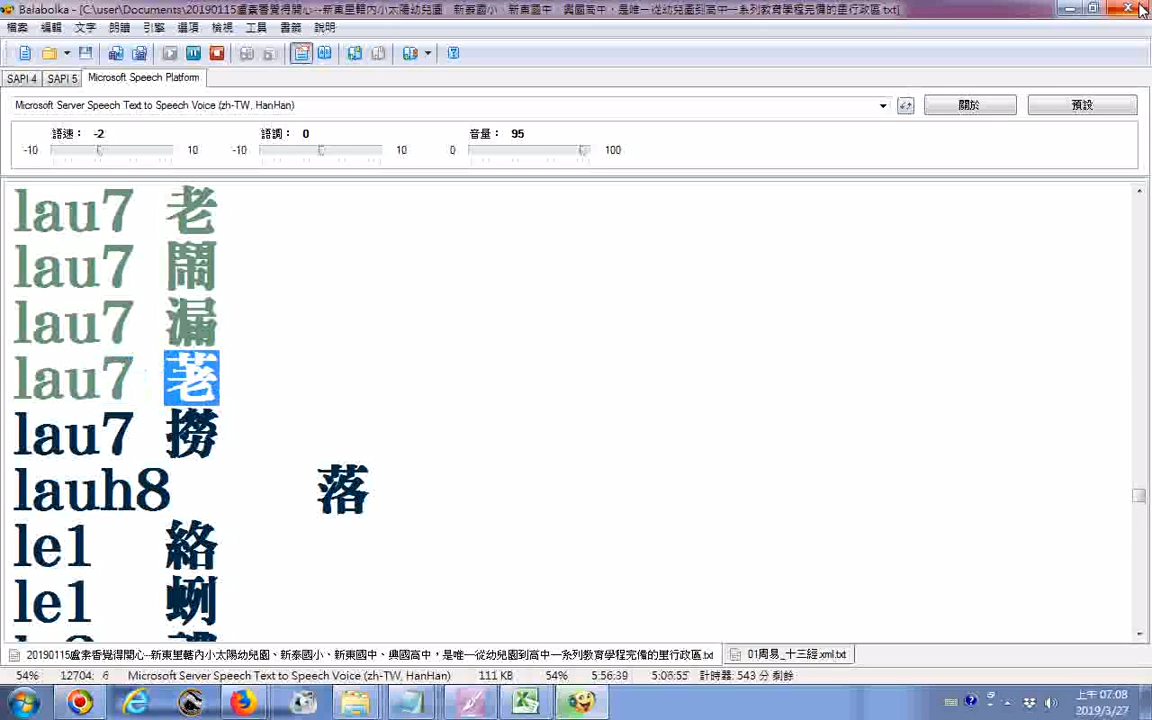 Balabolka - [C:\user\Documents\20190115盧素香覺得開心--新東里轄內小太陽幼兒園、新泰國小、新東國中、興國高中，是唯一從幼兒園到高中一系列教育學程完備的里行政區.txt]
檔案 編輯 文字 朗讀 引擎 選項 檢視 工具 書籤 說明
SAPI 4 SAPI 5 Microsoft Speech Platform
Microsoft Server Speech Text to Speech Voice (zh-TW, HanHan) 關於 預設
語速： -2 語調： 0 音量： 95
-10 10 -10 10 0 100
lau7 老
lau7 鬧
lau7 漏
lau7 荖
lau7 撈
lauh8 落
le1 絡
le1 蜊
20190115盧素香覺得開心--新東里轄內小太陽幼兒園、新泰國小、新東國中、興國高中，是唯一從幼兒園到高中一系列教育學程完備的里行政區.txt 01周易_十三經.xml.txt
54% 12704: 6 Microsoft Server Speech Text to Speech Voice (zh-TW, HanHan) 111 KB 54% 5:56:39 5:06:55 計時器: 543 分 剩餘
上午 07:08
2019/3/27